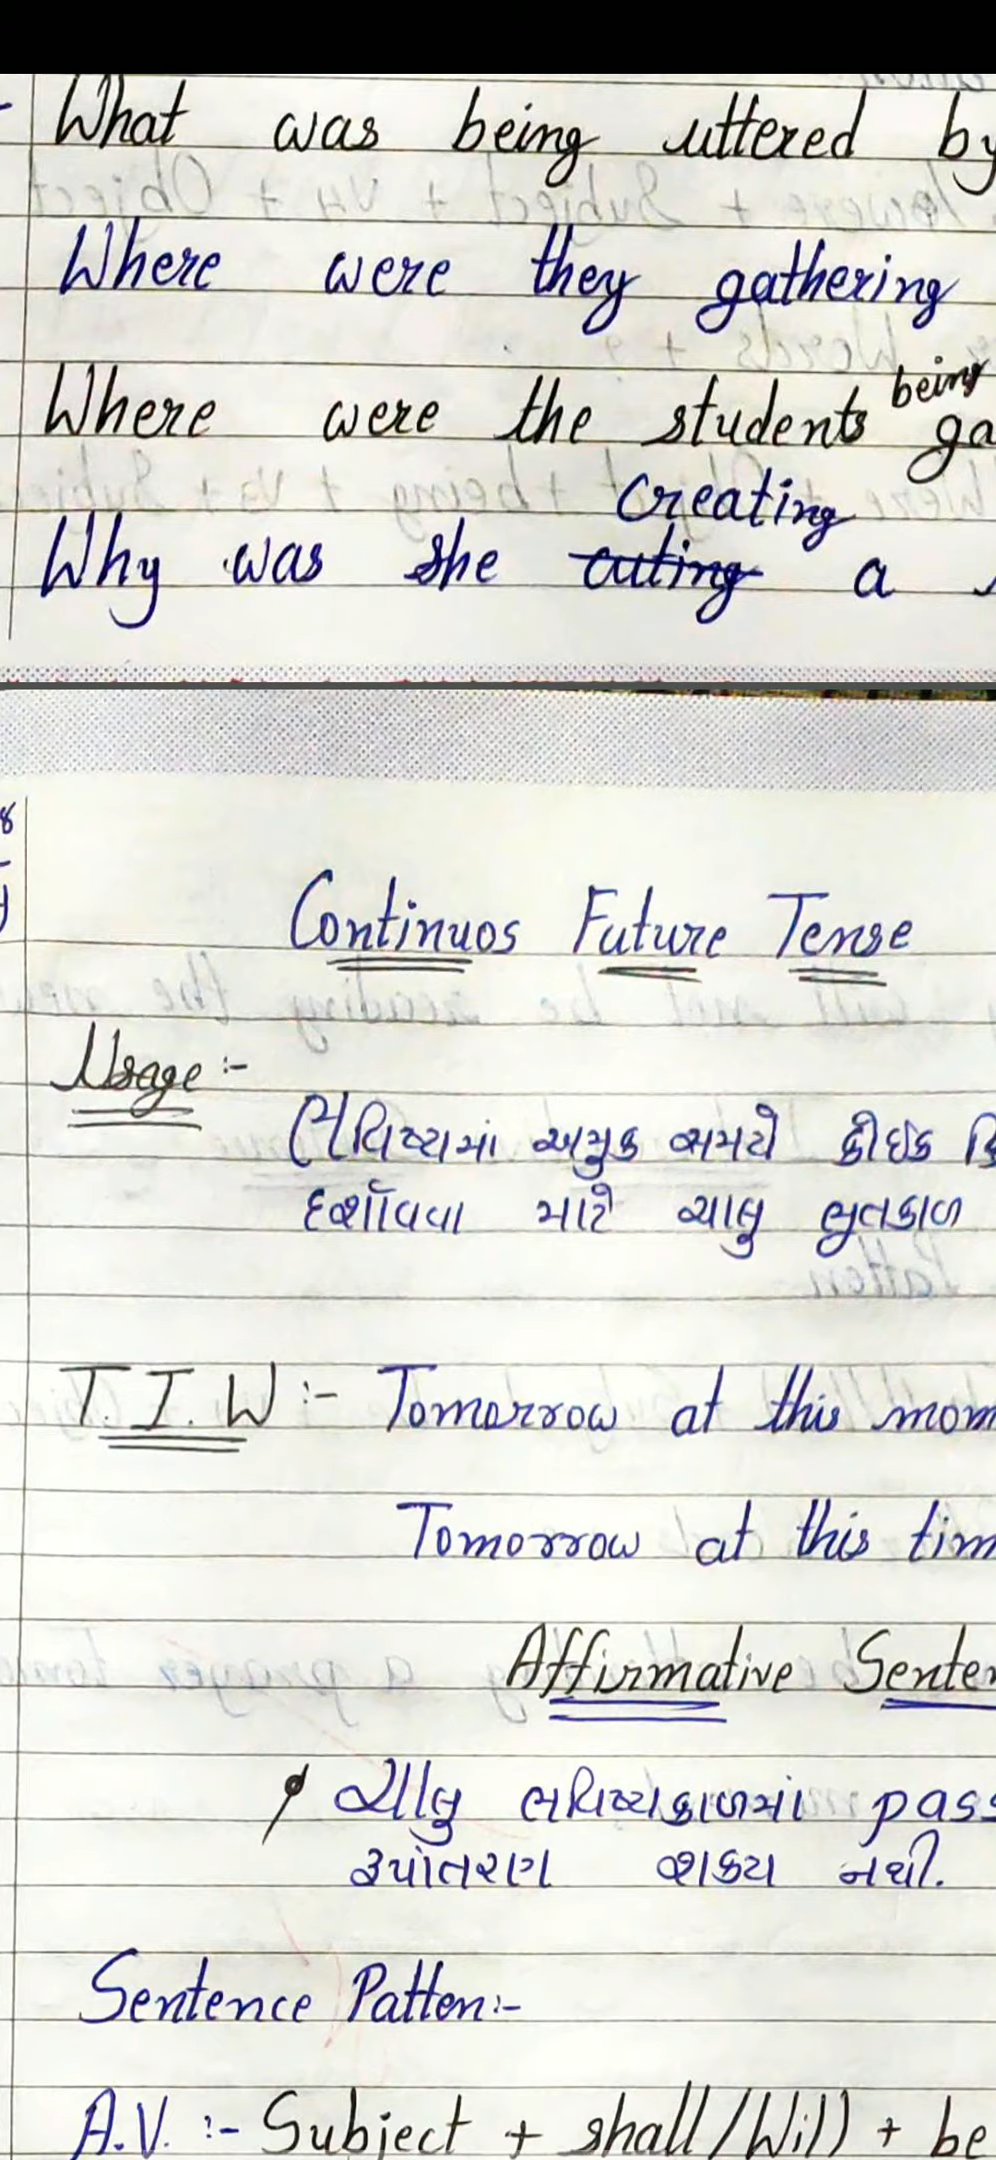 What was being uttered by
Where were they gathering
Where were the students being ga
Why was she creating a
Continuos Future Tense
Usage :-
ભવિષ્યમાં અમુક સમયે કોઈક
દર્શાવવા માટે ચાલુ ભુતકાળ
T.I.W :- Tomorrow at this mom
Tomorrow at this tim
Affirmative Senten
ચાલુ ભવિષ્યકાળમાં pass
રૂપાંતરણ શક્ય નથી.
Sentence Patten:-
A.V. :- Subject + shall/Will + be